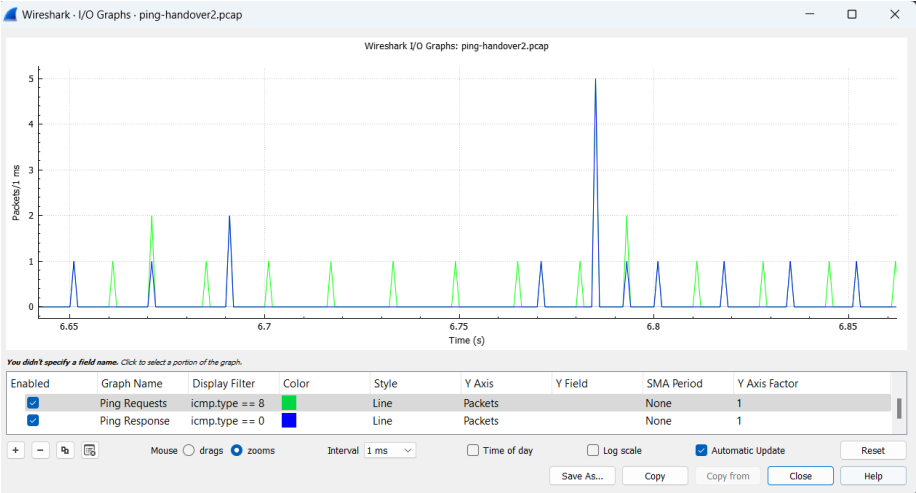 Wireshark · I/O Graphs · ping-handover2.pcap
Wireshark I/O Graphs: ping-handover2.pcap
5
4
3
2
1
0
Packets/1 ms
6.65 6.7 6.75 6.8 6.85
Time (s)
You didn't specify a field name. Click to select a portion of the graph.
Enabled Graph Name Display Filter Color Style Y Axis Y Field SMA Period Y Axis Factor
Ping Requests icmp.type == 8 Line Packets None 1
Ping Response icmp.type == 0 Line Packets None 1
+ − Mouse drags zooms Interval 1 ms Time of day Log scale Automatic Update Reset
Save As... Copy Copy from Close Help